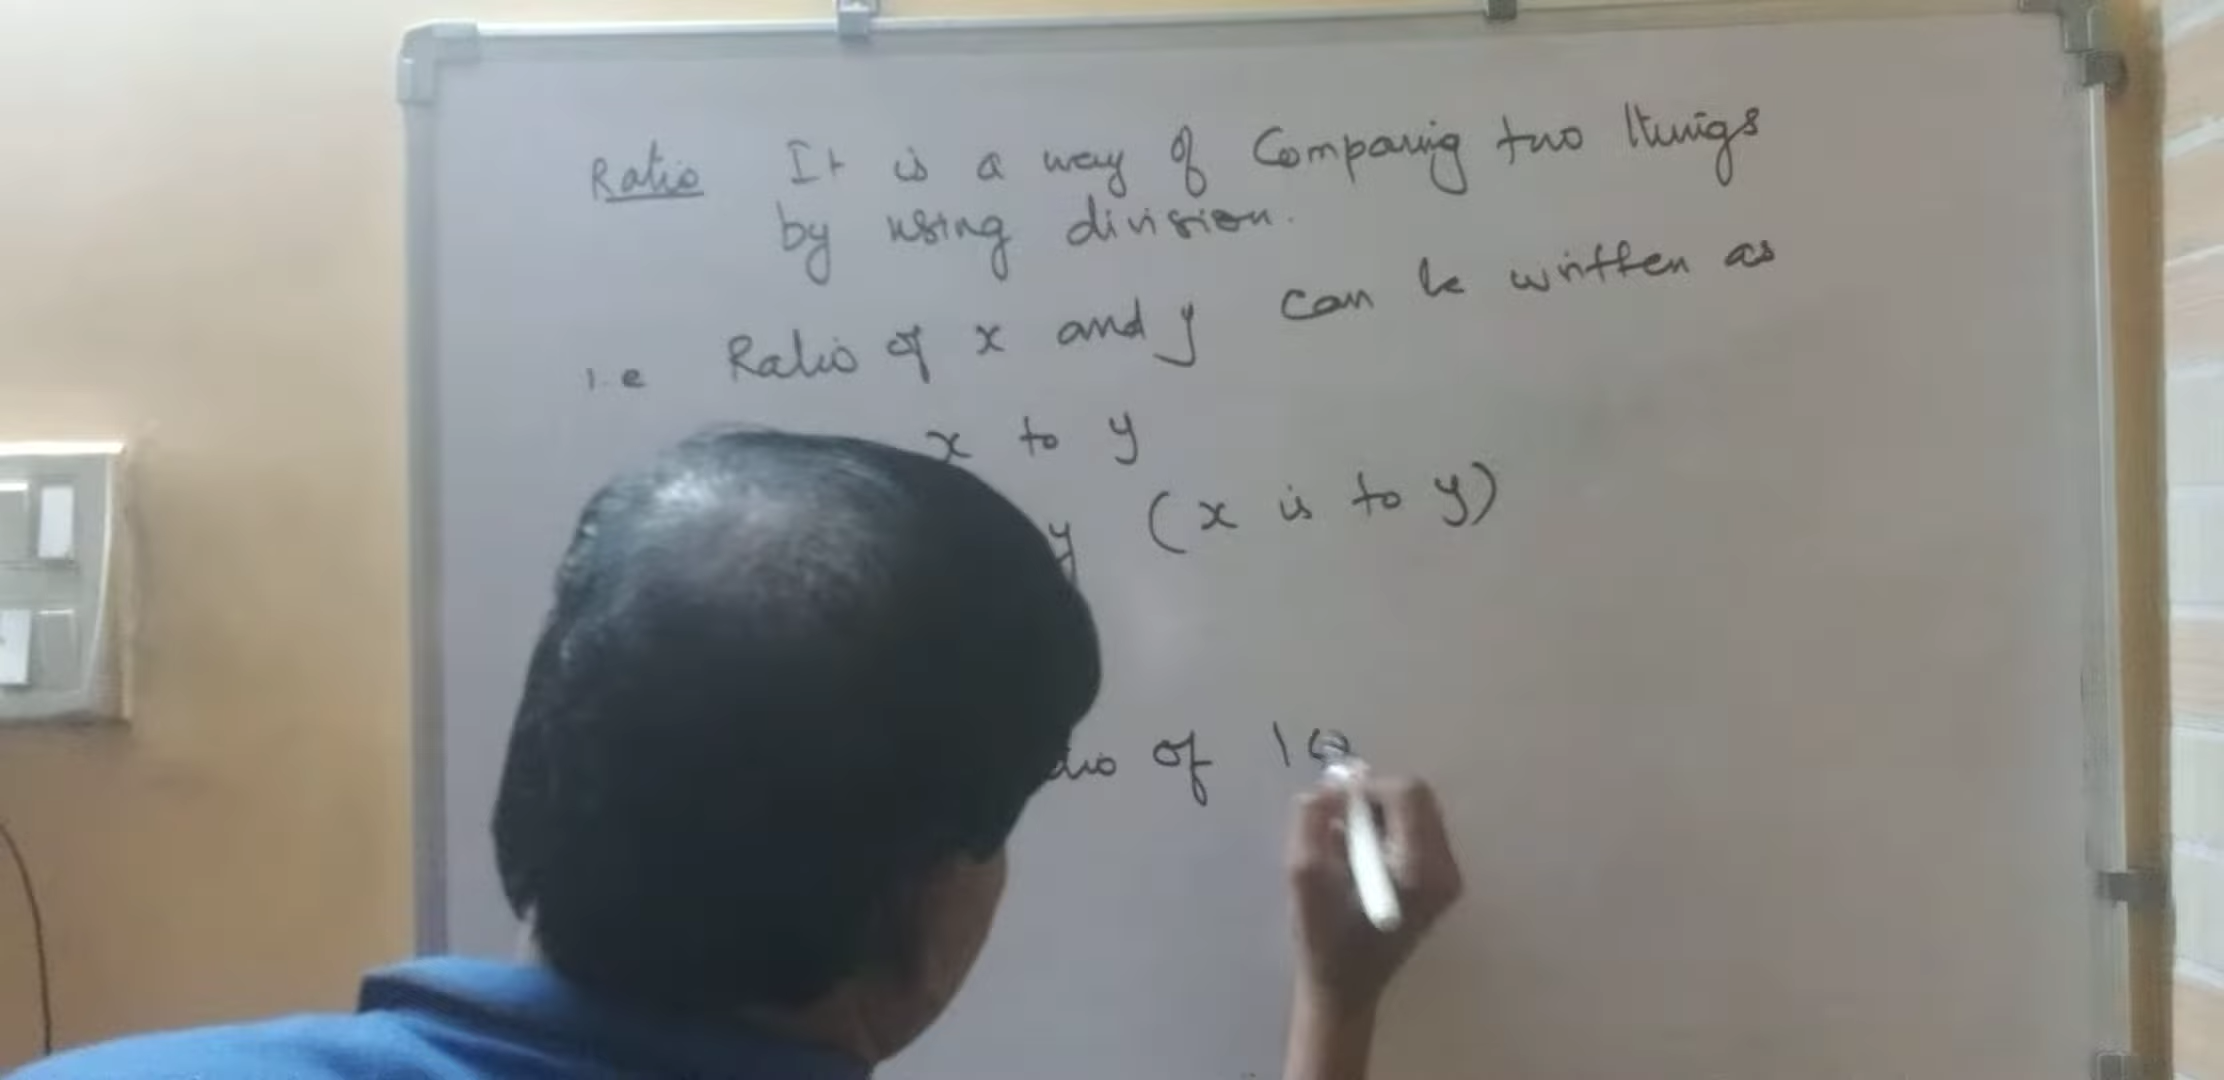 Ratio It is a way of Comparing two things
by using division.
i.e Ratio of x and y can be written as
x to y
y (x is to y)
of 10